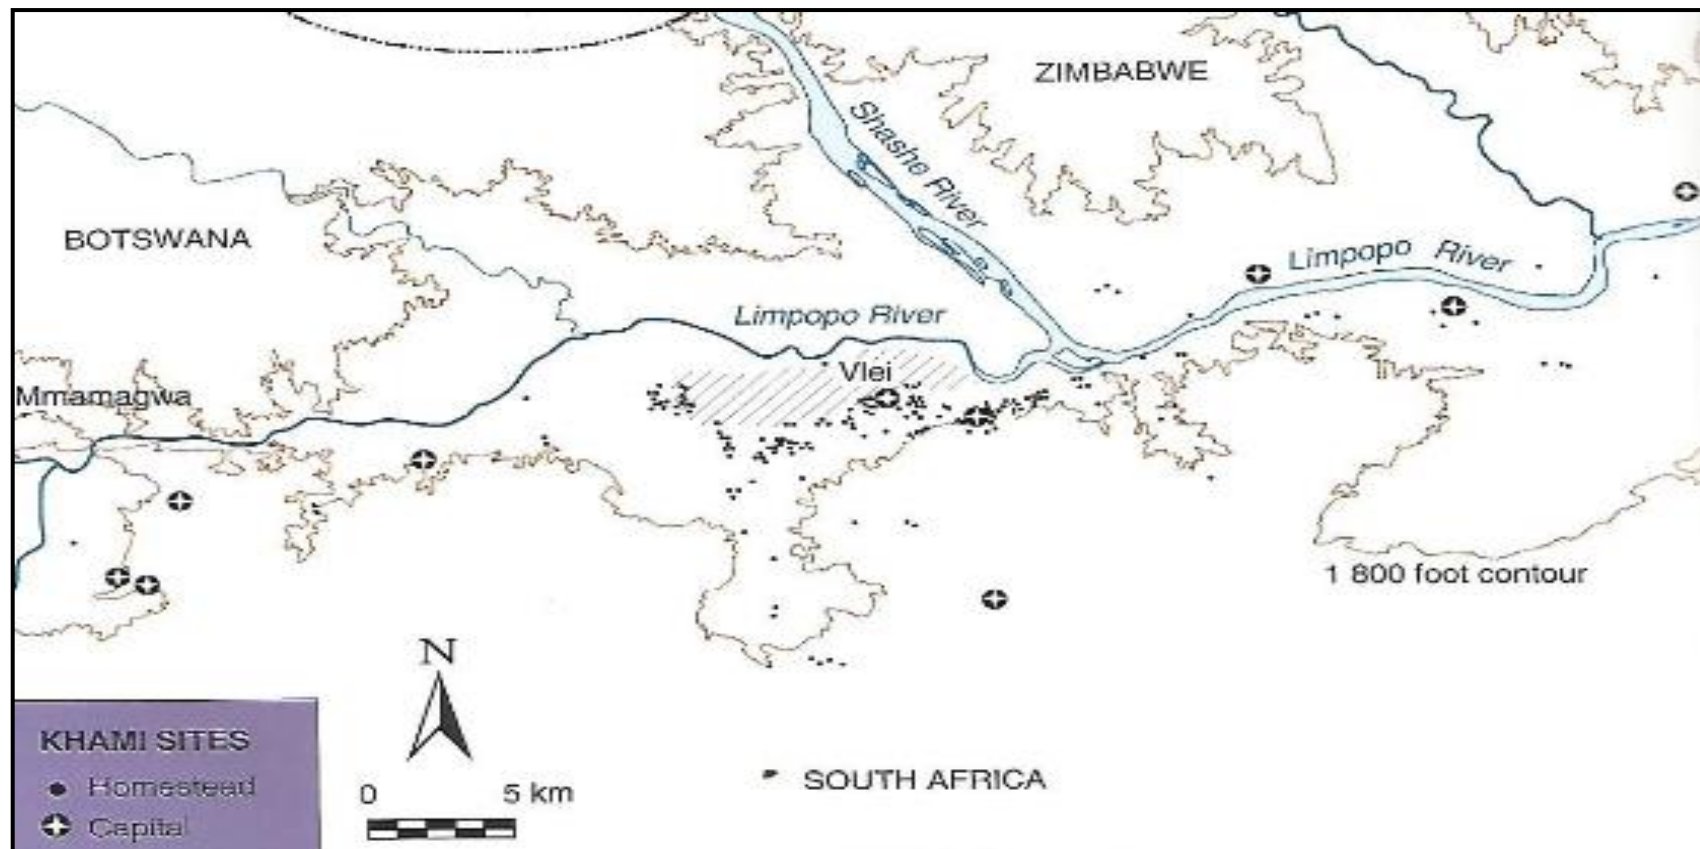 ZIMBABWE
Shashe River
BOTSWANA
Limpopo River
Limpopo River
Vlei
Mmamagwa
1 800 foot contour
N
KHAMI SITES
Homestead
Capital
0 5 km
SOUTH AFRICA